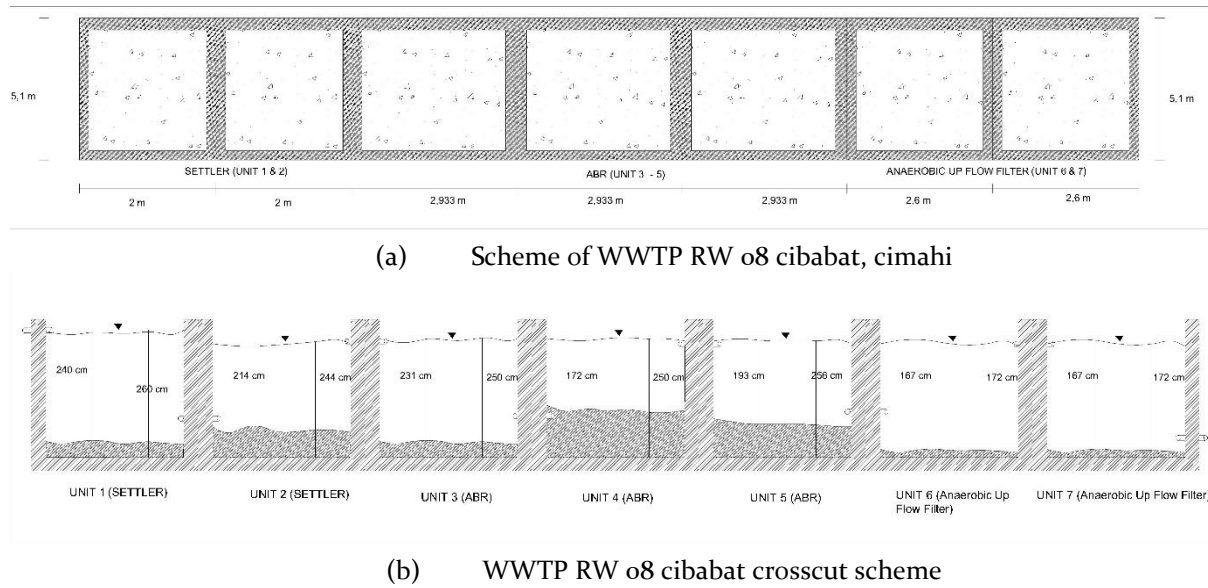 5,1 m
5,1 m
SETTLER (UNIT 1 & 2)
ABR (UNIT 3 - 5)
ANAEROBIC UP FLOW FILTER (UNIT 6 & 7)
2 m
2 m
2,933 m
2,933 m
2,933 m
2,6 m
2,6 m
(a) Scheme of WWTP RW 08 cibabat, cimahi
240 cm
260 cm
214 cm
244 cm
231 cm
250 cm
172 cm
250 cm
193 cm
256 cm
167 cm
172 cm
167 cm
172 cm
UNIT 1 (SETTLER)
UNIT 2 (SETTLER)
UNIT 3 (ABR)
UNIT 4 (ABR)
UNIT 5 (ABR)
UNIT 6 (Anaerobic Up
Flow Filter)
UNIT 7 (Anaerobic Up Flow Filter)
(b) WWTP RW 08 cibabat crosscut scheme